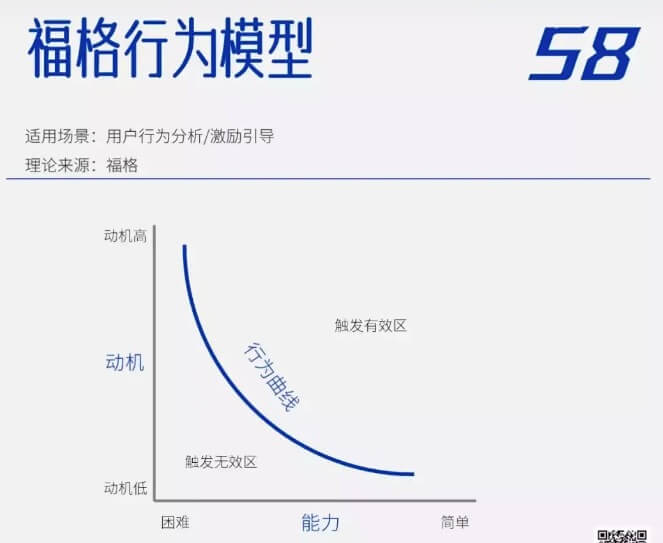 福格行为模型
58
适用场景：用户行为分析/激励引导
理论来源：福格
动机高
触发有效区
动机
行为曲线
触发无效区
动机低
困难
能力
简单